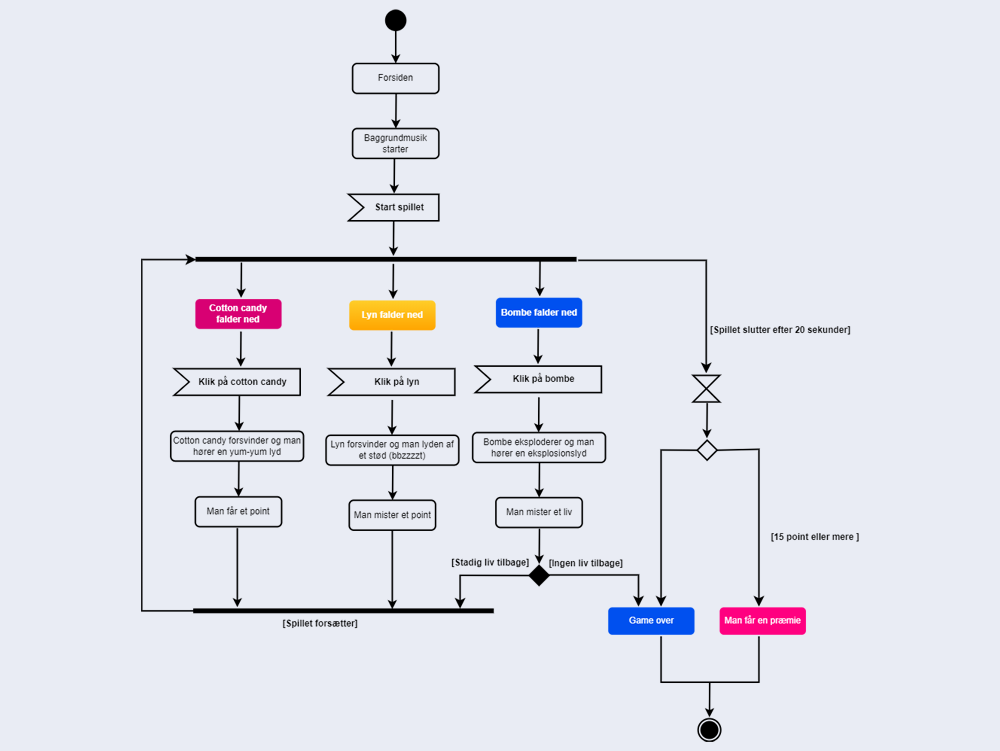 Forsiden
Baggrundmusik
starter
Start spillet
Cotton candy
falder ned
Lyn falder ned
Bombe falder ned
[Spillet slutter efter 20 sekunder]
Klik på cotton candy
Klik på lyn
Klik på bombe
Cotton candy forsvinder og man
hører en yum-yum lyd
Lyn forsvinder og man lyden af
et stød (bbzzzzt)
Bombe eksploderer og man
hører en eksplosionslyd
Man får et point
Man mister et point
Man mister et liv
[15 point eller mere ]
[Stadig liv tilbage]
[Ingen liv tilbage]
[Spillet forsætter]
Game over
Man får en præmie